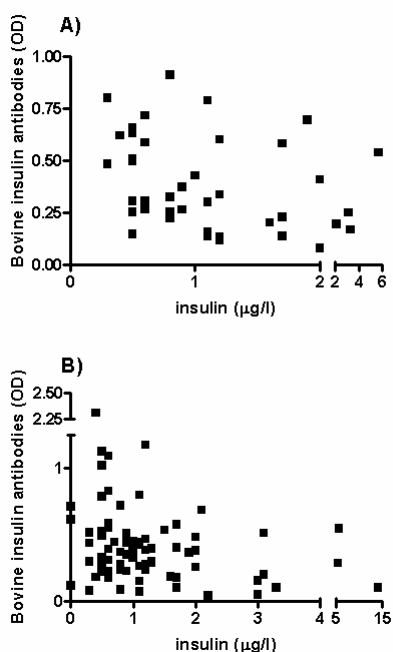 A)
Bovine insulin antibodies (OD)
1.00
0.75
0.50
0.25
0.00
0 1 2 2 4 6
insulin (µg/l)
B)
Bovine insulin antibodies (OD)
2.50
2.25
1
0
0 1 2 3 4 5 15
insulin (µg/l)